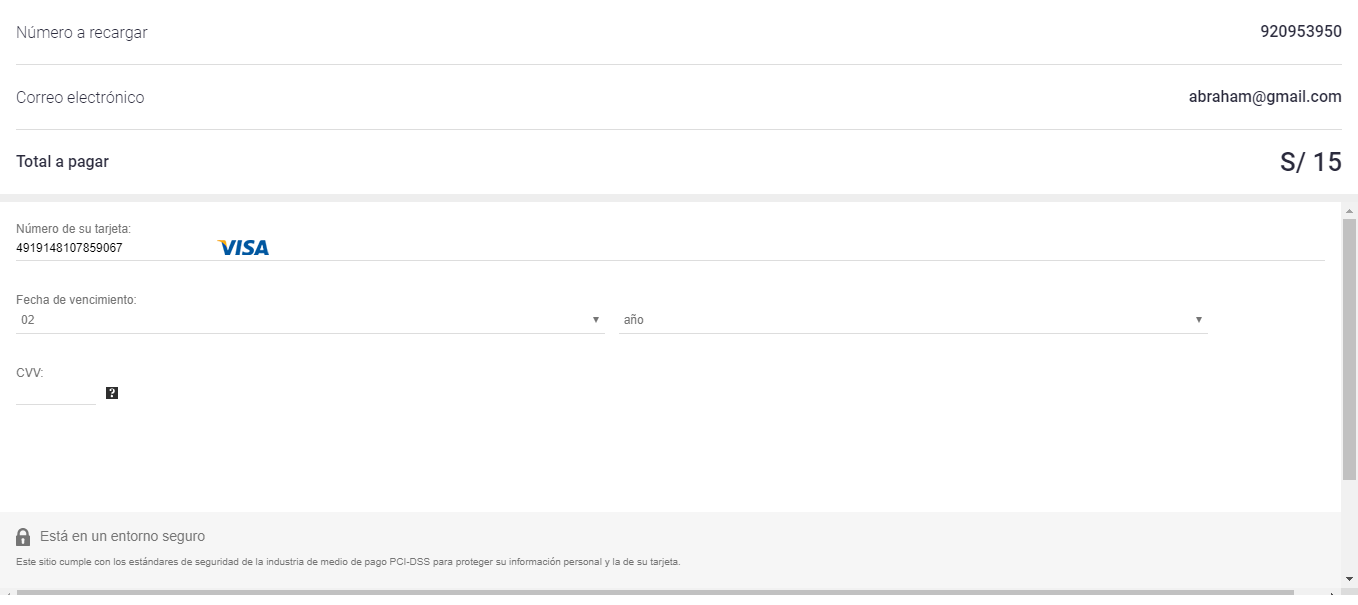 Número a recargar 920953950
Correo electrónico abraham@gmail.com
Total a pagar S/ 15
Número de su tarjeta:
4919148107859067 VISA
Fecha de vencimiento:
02 año
CVV:
?
Está en un entorno seguro
Este sitio cumple con los estándares de seguridad de la industria de medio de pago PCI-DSS para proteger su información personal y la de su tarjeta.